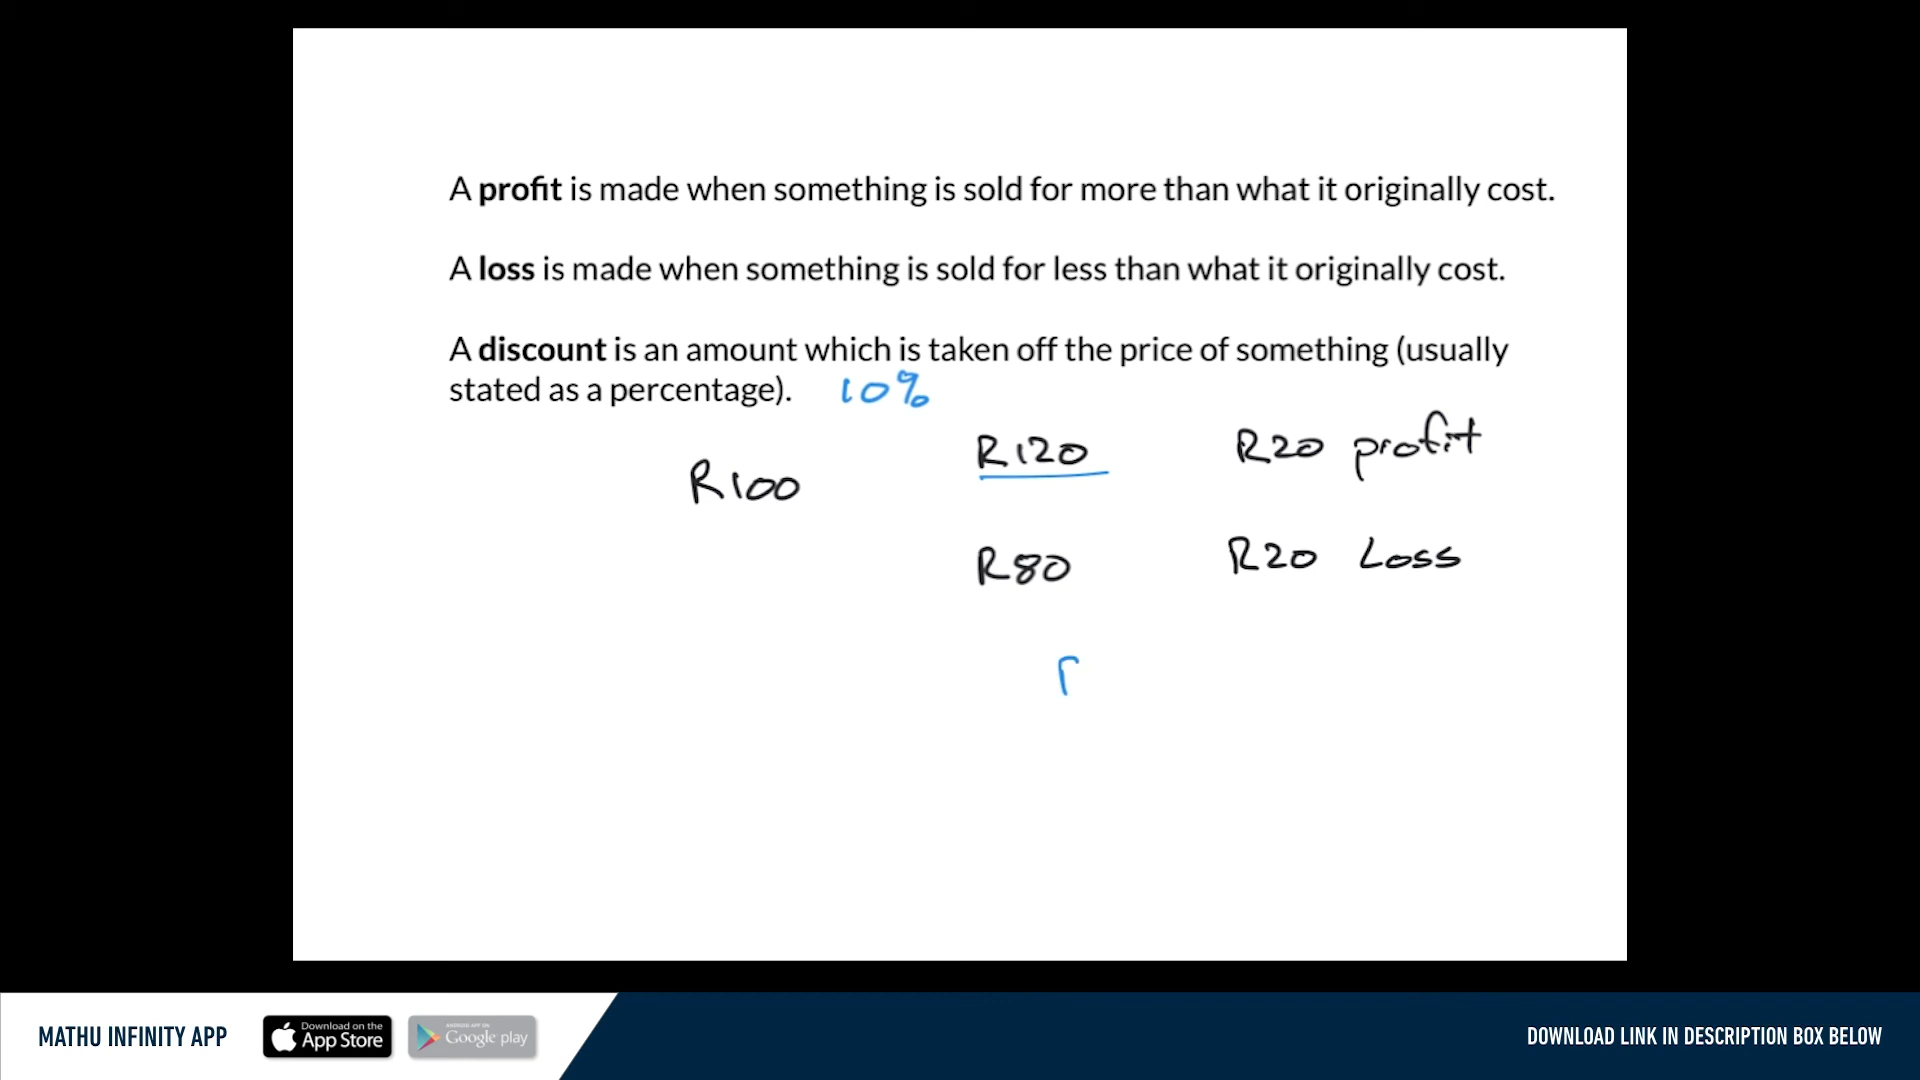 A profit is made when something is sold for more than what it originally cost.
A loss is made when something is sold for less than what it originally cost.
A discount is an amount which is taken off the price of something (usually
stated as a percentage). 10%
R120 R20 profit
R100
R80 R20 Loss
MATHU INFINITY APP
Download on the
App Store
ANDROID APP ON
Google play
DOWNLOAD LINK IN DESCRIPTION BOX BELOW